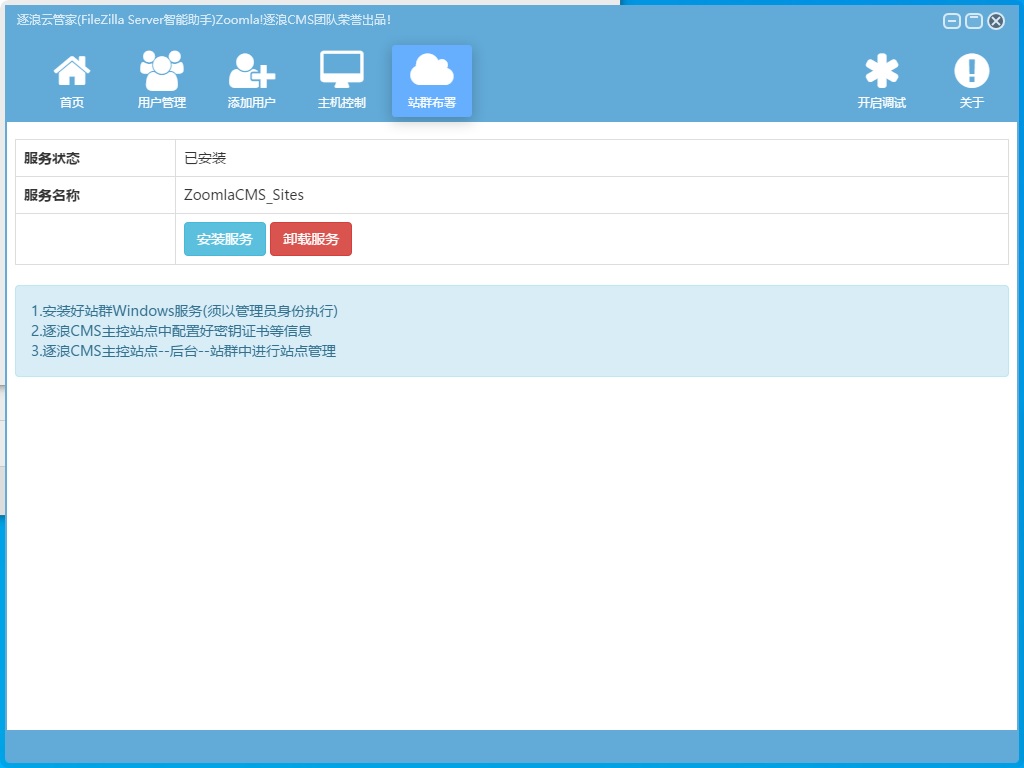 逐浪云管家(FileZilla Server智能助手)Zoomla!逐浪CMS团队荣誉出品!
首页 用户管理 添加用户 主机控制 站群布署 开启调试 关于
服务状态 已安装
服务名称 ZoomlaCMS_Sites
安装服务 卸载服务
1.安装好站群Windows服务(须以管理员身份执行)
2.逐浪CMS主控站点中配置好密钥证书等信息
3.逐浪CMS主控站点--后台--站群中进行站点管理